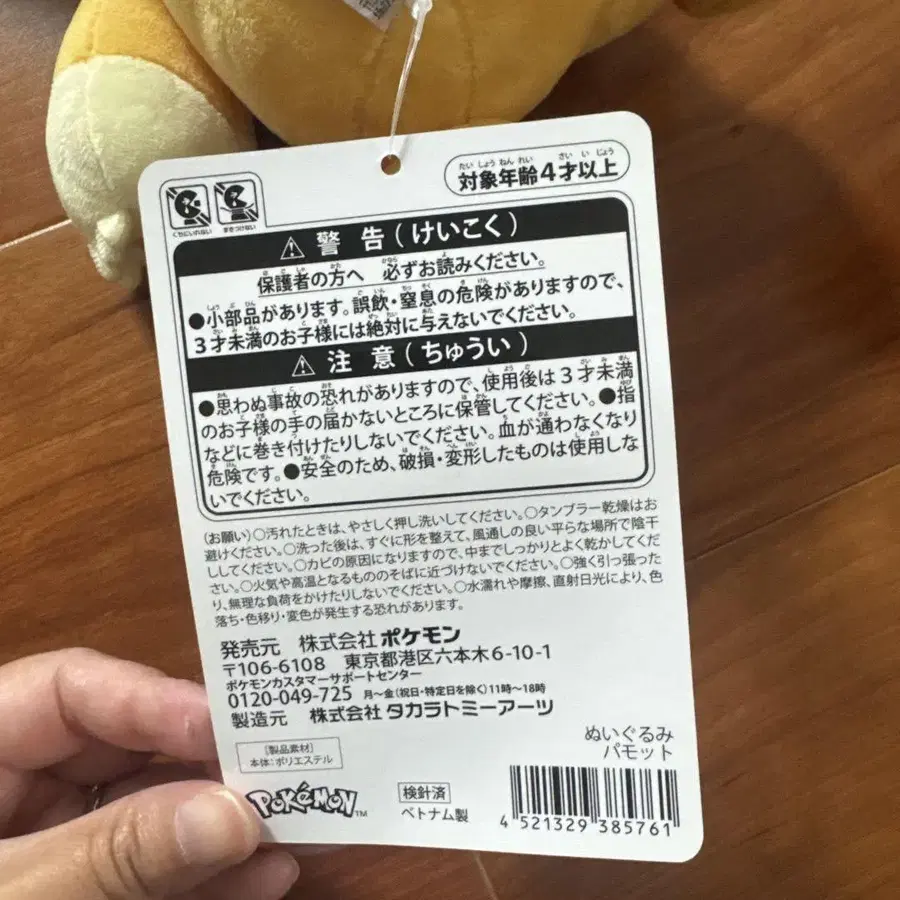 対象年齢4才以上
くちにいれない まきつけない
警告(けいこく)
保護者の方へ 必ずお読みください。
●小部品があります。誤飲・窒息の危険がありますので、
3才未満のお子様には絶対に与えないでください。
注意(ちゅうい)
●思わぬ事故の恐れがありますので、使用後は3才未満
のお子様の手の届かないところに保管してください。●指
などに巻き付けたりしないでください。血が通わなくなり
危険です。●安全のため、破損・変形したものは使用しな
いでください。
(お願い)○汚れたときは、やさしく押し洗いしてください。○タンブラー乾燥はお
避けください。○洗った後は、すぐに形を整えて、風通しの良い平らな場所で陰干
ししてください。○カビの原因になりますので、中までしっかりとよく乾かしてくだ
さい。○火気や高温となるもののそばに近づけないでください。○強く引っ張った
り、無理な負荷をかけたりしないでください。○水濡れや摩擦、直射日光により、色
落ち・色移り・変色が発生する恐れがあります。
発売元 株式会社ポケモン
〒106-6108 東京都港区六本木6-10-1
ポケモンカスタマーサポートセンター
0120-049-725 月~金(祝日・特定日を除く)11時~18時
製造元 株式会社タカラトミーアーツ
[製品素材]
本体:ポリエステル
ぬいぐるみ
パモット
POKéMON™
検針済
ベトナム製
4 521329 385761